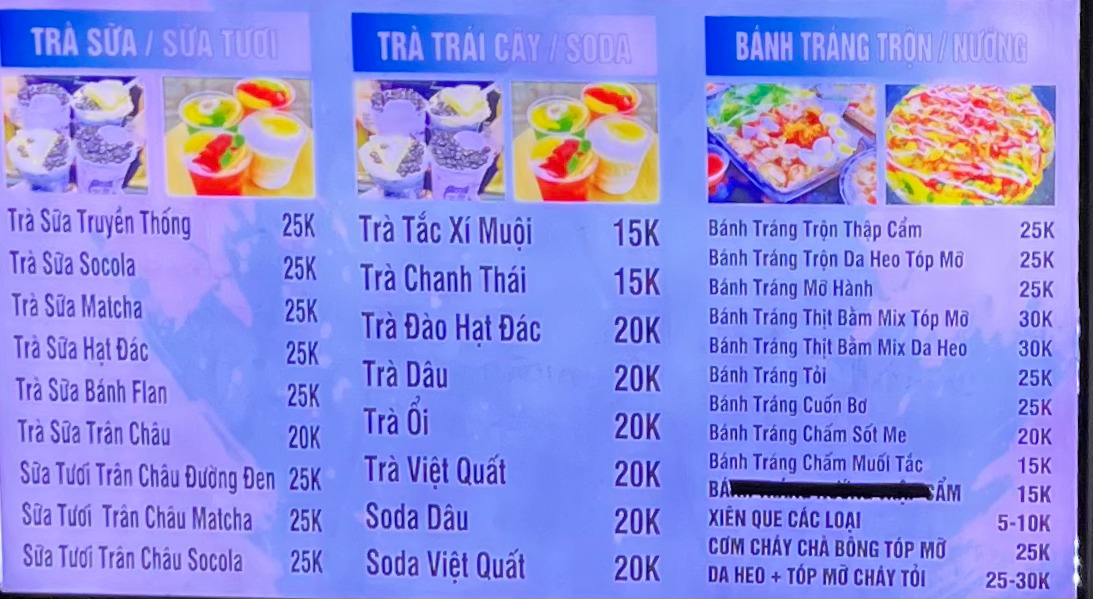 TRÀ SỮA / SỮA TƯƠI
Trà Sữa Truyền Thống 25K
Trà Sữa Socola 25K
Trà Sữa Matcha 25K
Trà Sữa Hạt Đác 25K
Trà Sữa Bánh Flan 25K
Trà Sữa Trân Châu 20K
Sữa Tươi Trân Châu Đường Đen 25K
Sữa Tươi Trân Châu Matcha 25K
Sữa Tươi Trân Châu Socola 25K
TRÀ TRÁI CÂY / SODA
Trà Tắc Xí Muội 15K
Trà Chanh Thái 15K
Trà Đào Hạt Đác 20K
Trà Dâu 20K
Trà Ổi 20K
Trà Việt Quất 20K
Soda Dâu 20K
Soda Việt Quất 20K
BÁNH TRÁNG TRỘN / NƯỚNG
Bánh Tráng Trộn Thập Cẩm 25K
Bánh Tráng Trộn Da Heo Tóp Mỡ 25K
Bánh Tráng Mỡ Hành 25K
Bánh Tráng Thịt Bằm Mix Tóp Mỡ 30K
Bánh Tráng Thịt Bằm Mix Da Heo 30K
Bánh Tráng Tỏi 25K
Bánh Tráng Cuốn Bơ 25K
Bánh Tráng Chấm Sốt Me 20K
Bánh Tráng Chấm Muối Tắc 15K
15K
XIÊN QUE CÁC LOẠI 5-10K
CƠM CHÁY CHÀ BÔNG TÓP MỠ 25K
DA HEO + TÓP MỠ CHÁY TỎI 25-30K